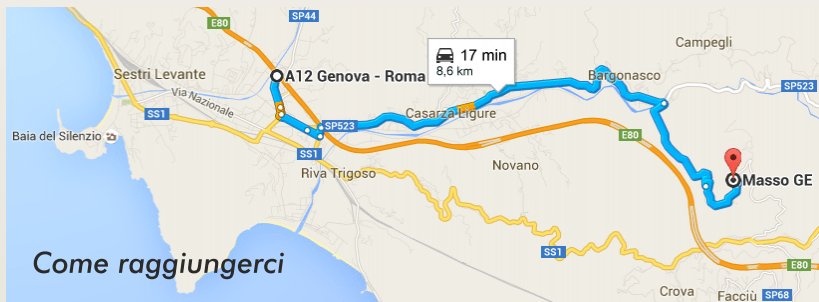 E80
SP44
Campegli
17 min
8,6 km
Sestri Levante
A12 Genova - Roma
Bargonasco
SP523
Via Nazionale
SS1
Casarza Ligure
SP523
Baia del Silenzio
E80
SS1
Riva Trigoso
Novano
Masso GE
SS1
Come raggiungerci
E80
Crova
Facciù
SP68